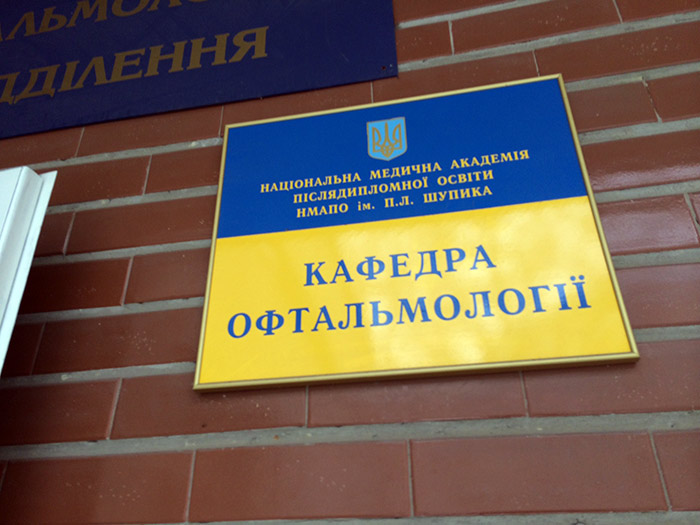 ДІЛЕННЯ
НАЦІОНАЛЬНА МЕДИЧНА АКАДЕМІЯ
ПІСЛЯДИПЛОМНОЇ ОСВІТИ
НМАПО ім. П.Л. ШУПИКА
КАФЕДРА
ОФТАЛЬМОЛОГІЇ